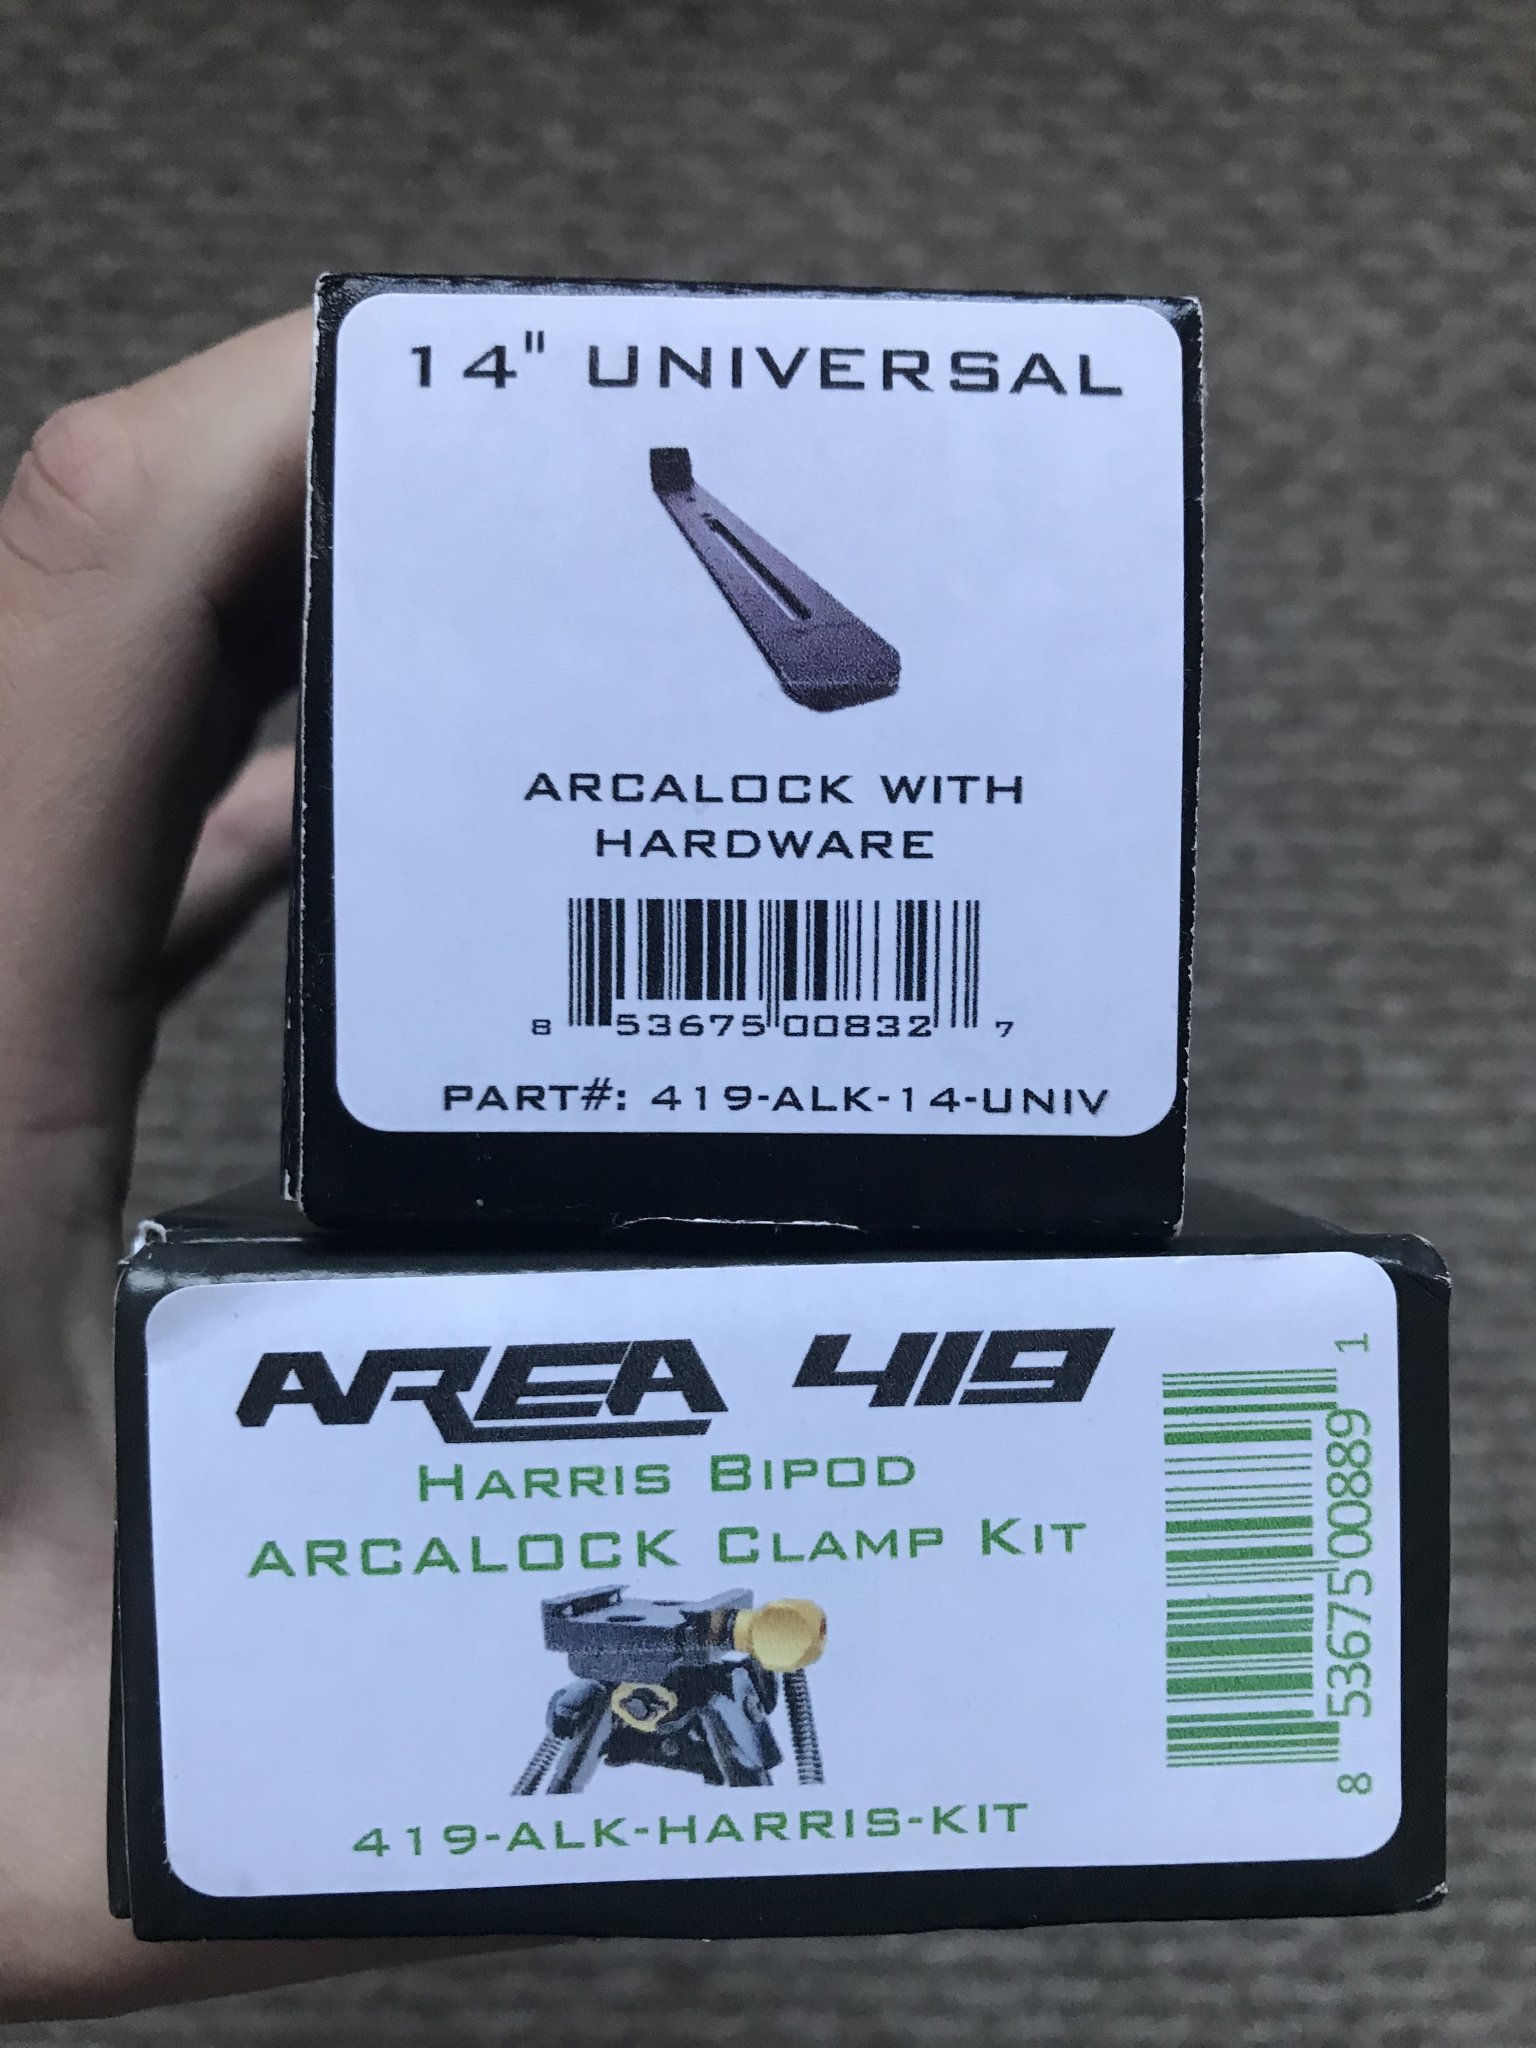 14" UNIVERSAL
ARCALOCK WITH
HARDWARE
8 53675 00832 7
PART#: 419-ALK-14-UNIV
AREA 419
HARRIS BIPOD
ARCALOCK CLAMP KIT
419-ALK-HARRIS-KIT
8 53675 00889 1